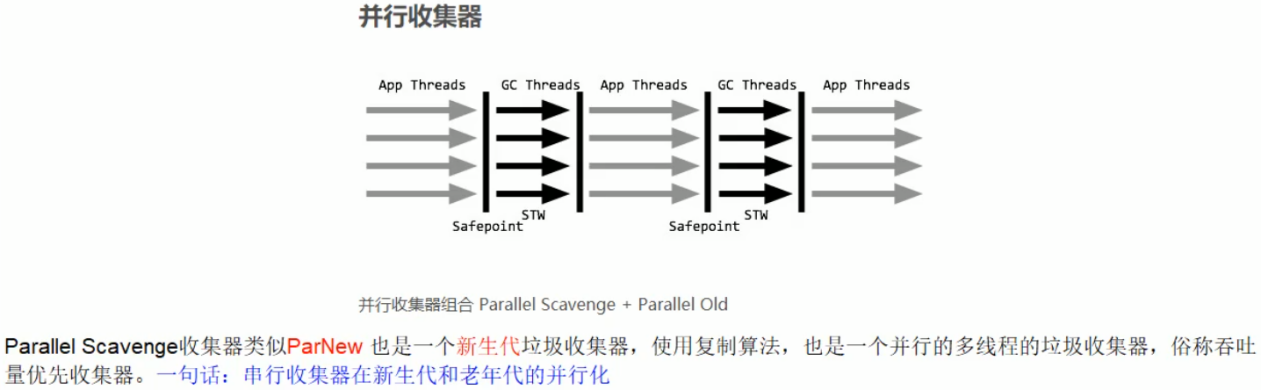 并行收集器
App Threads GC Threads App Threads GC Threads App Threads
STW STW
Safepoint Safepoint
并行收集器组合 Parallel Scavenge + Parallel Old
Parallel Scavenge收集器类似ParNew 也是一个新生代垃圾收集器，使用复制算法，也是一个并行的多线程的垃圾收集器，俗称吞吐
量优先收集器。一句话：串行收集器在新生代和老年代的并行化